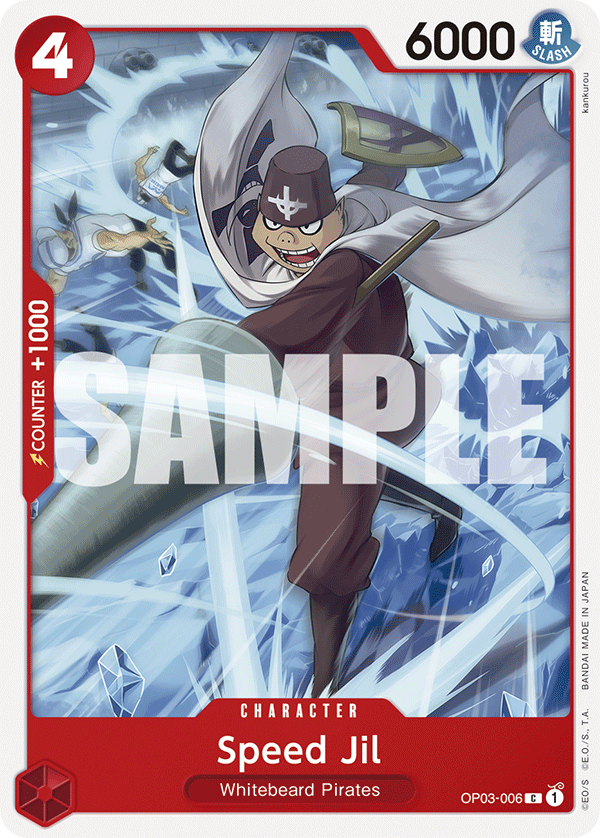 4
6000
斬
SLASH
kankurou
COUNTER +1000
SAMPLE
CHARACTER
Speed Jil
Whitebeard Pirates
OP03-006 C 1
©EO/S ©E.O./S., T.A. BANDAI MADE IN JAPAN